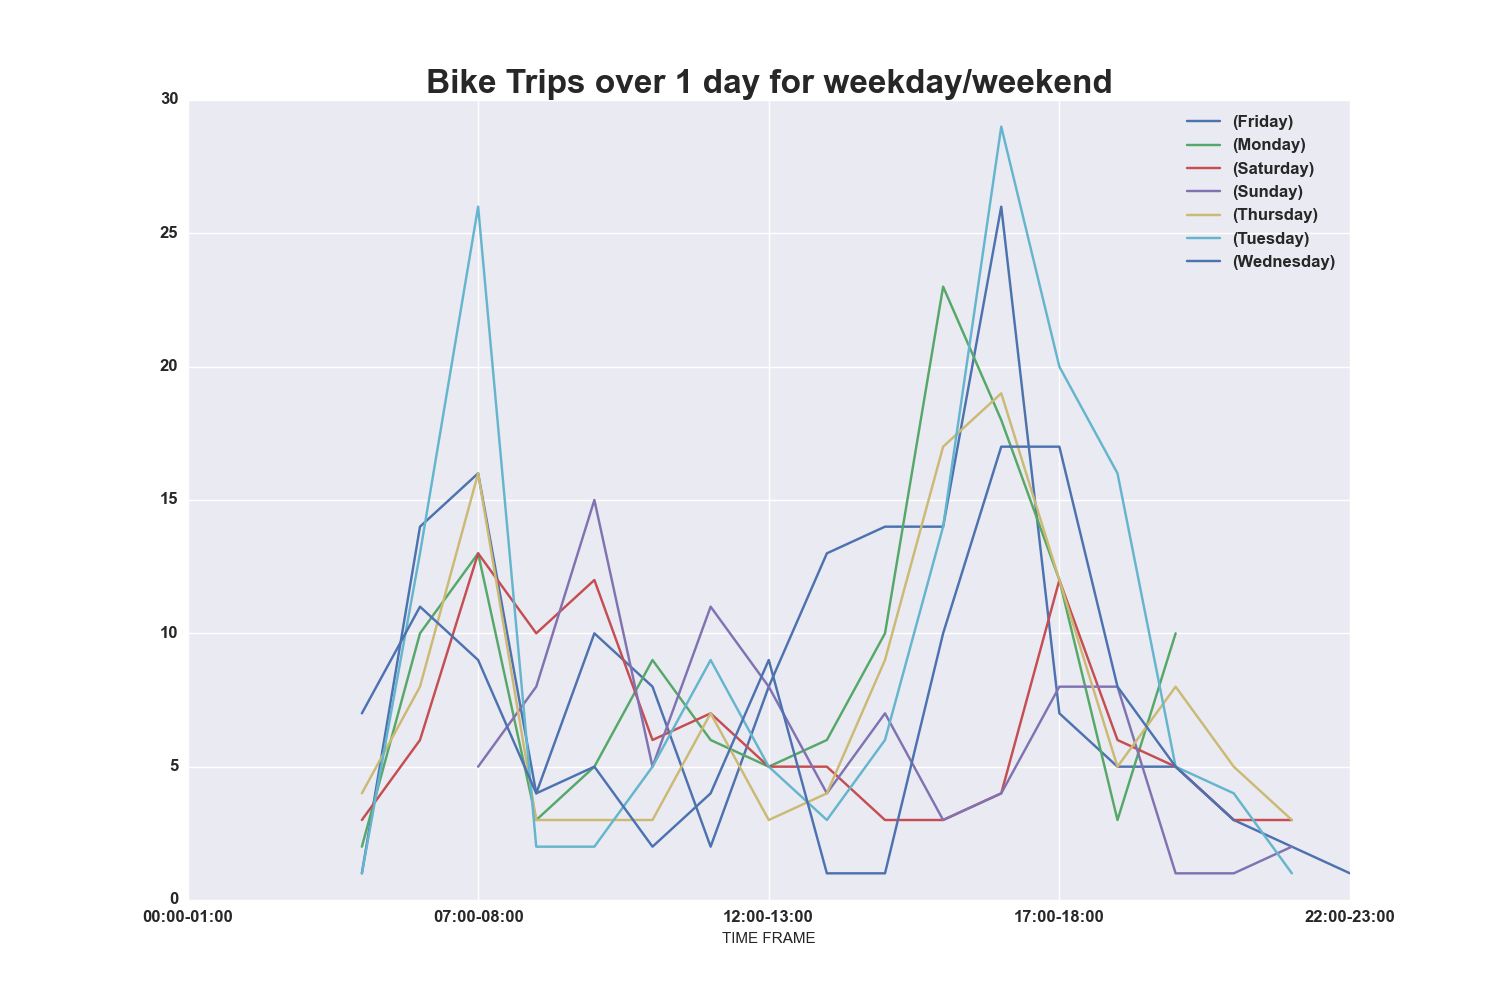 Bike Trips over 1 day for weekday/weekend
30
25
20
15
10
5
0
(Friday)
(Monday)
(Saturday)
(Sunday)
(Thursday)
(Tuesday)
(Wednesday)
00:00-01:00 07:00-08:00 12:00-13:00 17:00-18:00 22:00-23:00
TIME FRAME